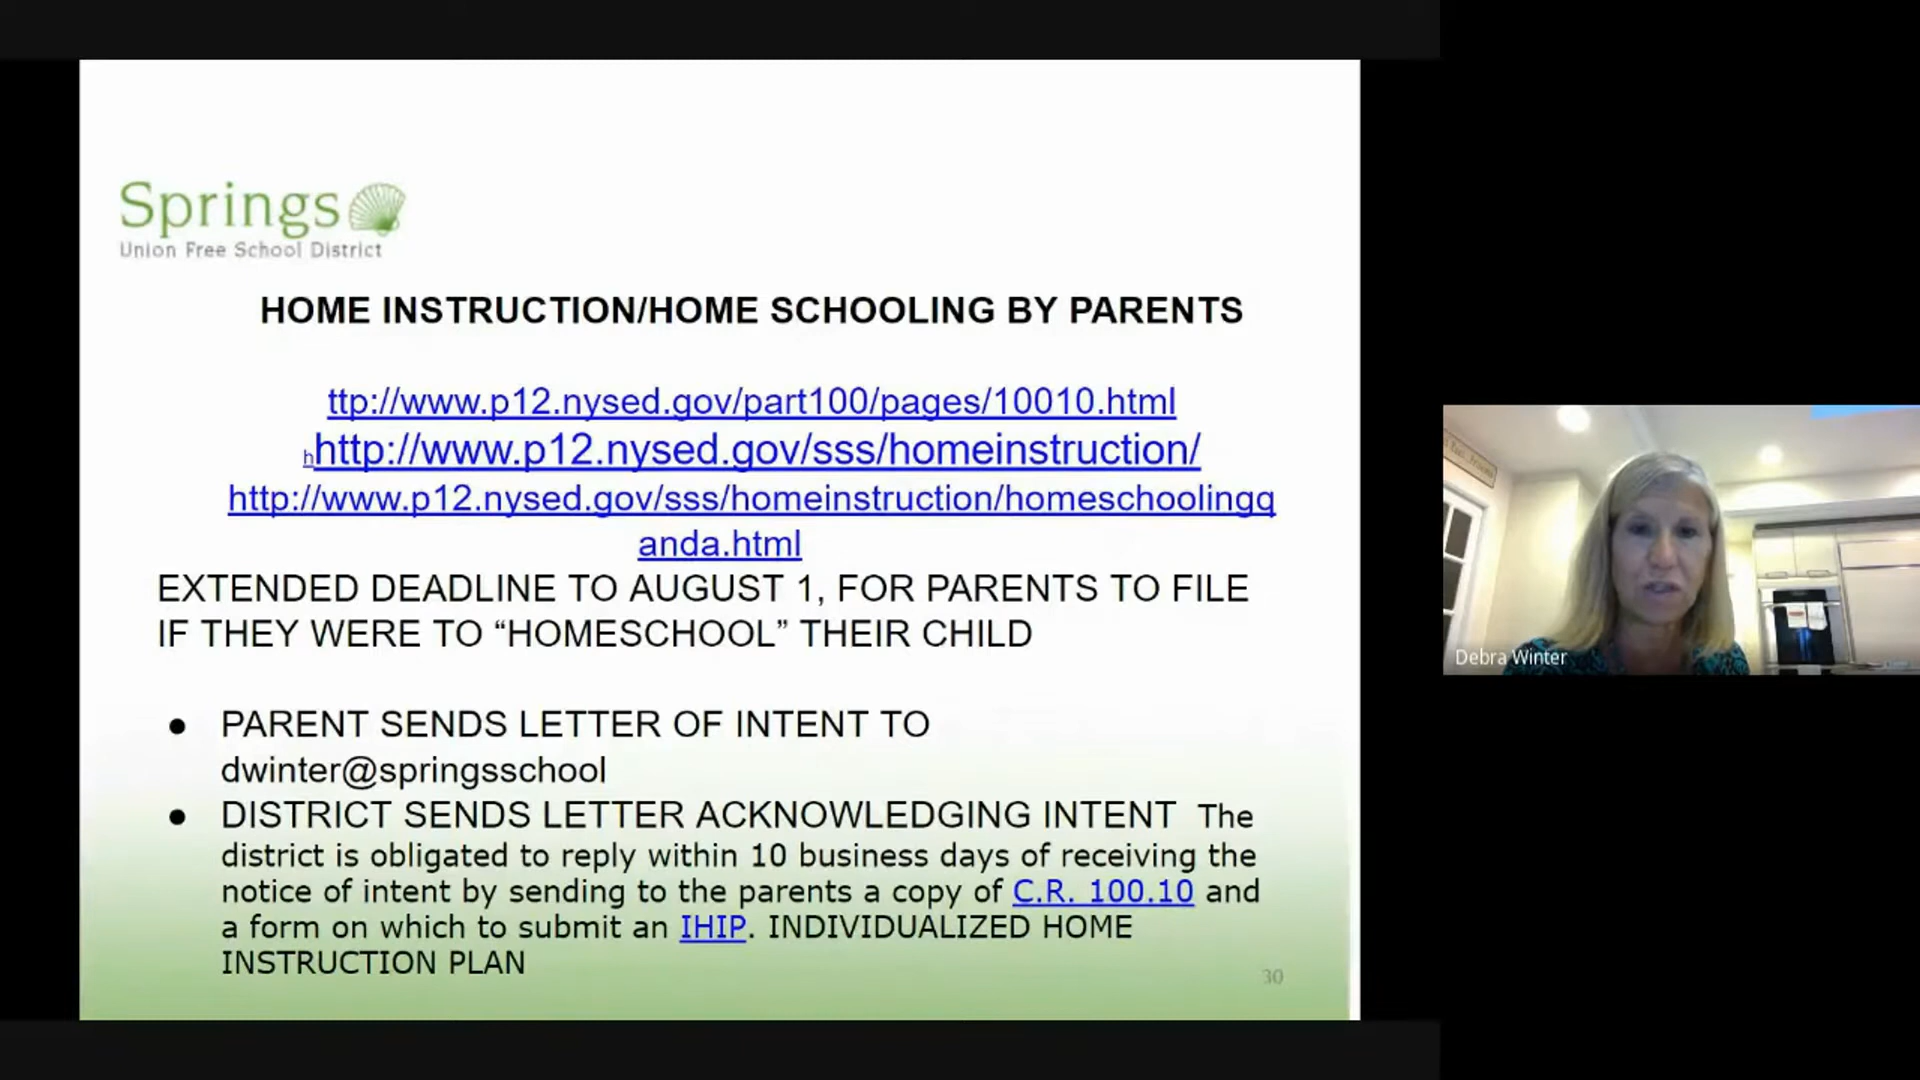 Springs
Union Free School District
HOME INSTRUCTION/HOME SCHOOLING BY PARENTS
ttp://www.p12.nysed.gov/part100/pages/10010.html
hhttp://www.p12.nysed.gov/sss/homeinstruction/
http://www.p12.nysed.gov/sss/homeinstruction/homeschoolingq
anda.html
EXTENDED DEADLINE TO AUGUST 1, FOR PARENTS TO FILE
IF THEY WERE TO “HOMESCHOOL” THEIR CHILD
● PARENT SENDS LETTER OF INTENT TO
dwinter@springsschool
● DISTRICT SENDS LETTER ACKNOWLEDGING INTENT The
district is obligated to reply within 10 business days of receiving the
notice of intent by sending to the parents a copy of C.R. 100.10 and
a form on which to submit an IHIP. INDIVIDUALIZED HOME
INSTRUCTION PLAN
30
Debra Winter